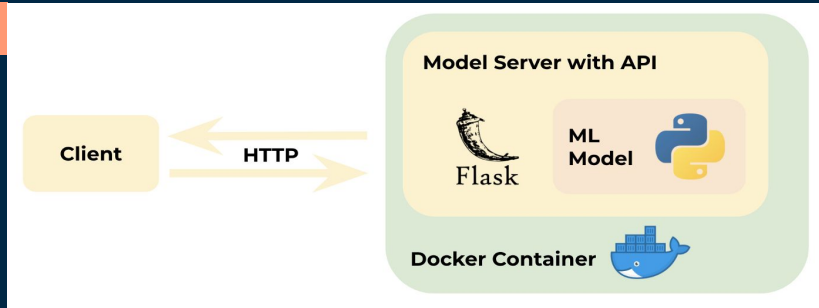 Model Server with API
Client
HTTP
Flask
ML
Model
Docker Container